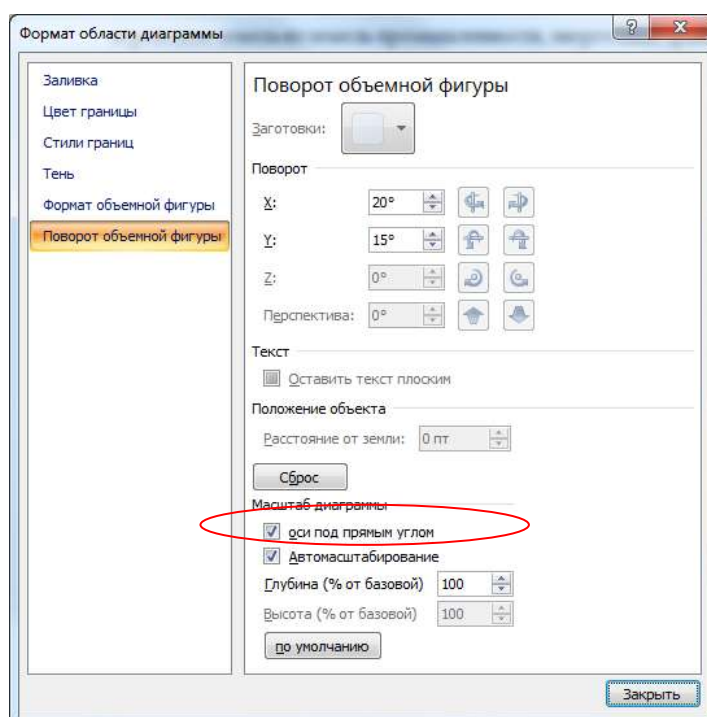 Формат области диаграммы
Заливка
Цвет границы
Стили границ
Тень
Формат объемной фигуры
Поворот объемной фигуры
Поворот объемной фигуры
Заготовки:
Поворот
X: 20°
Y: 15°
Z: 0°
Перспектива: 0°
Текст
Оставить текст плоским
Положение объекта
Расстояние от земли: 0 пт
Сброс
Масштаб диаграммы
оси под прямым углом
Автомасштабирование
Глубина (% от базовой) 100
Высота (% от базовой) 100
по умолчанию
Закрыть